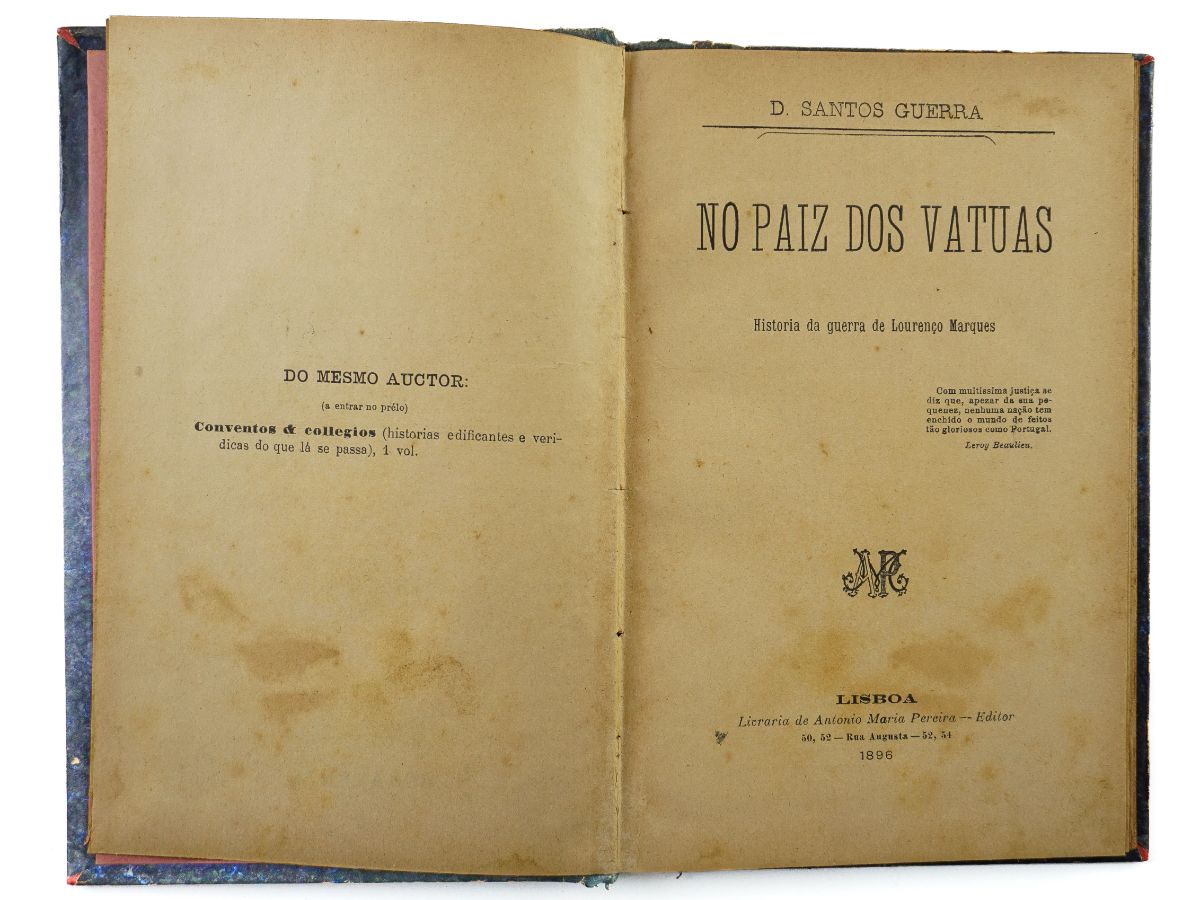 DO MESMO AUCTOR:
(a entrar no prélo)
Conventos & collegios (historias edificantes e veri-
dicas do que lá se passa), 1 vol.
D. SANTOS GUERRA
NO PAIZ DOS VATUAS
Historia da guerra de Lourenço Marques
Com multissima justiça se
diz que, apezar da sua pe-
quenez, nenhuma nação tem
enchido o mundo de feitos
tão gloriosos como Portugal.
Leroy Beaulieu.
LISBOA
Livraria de Antonio Maria Pereira — Editor
50, 52 — Rua Augusta — 52, 54
1896